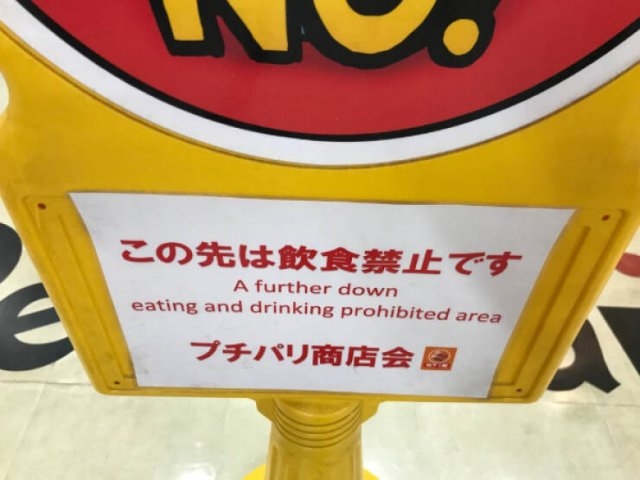 NO!
この先は飲食禁止です
A further down
eating and drinking prohibited area
プチパリ商店会